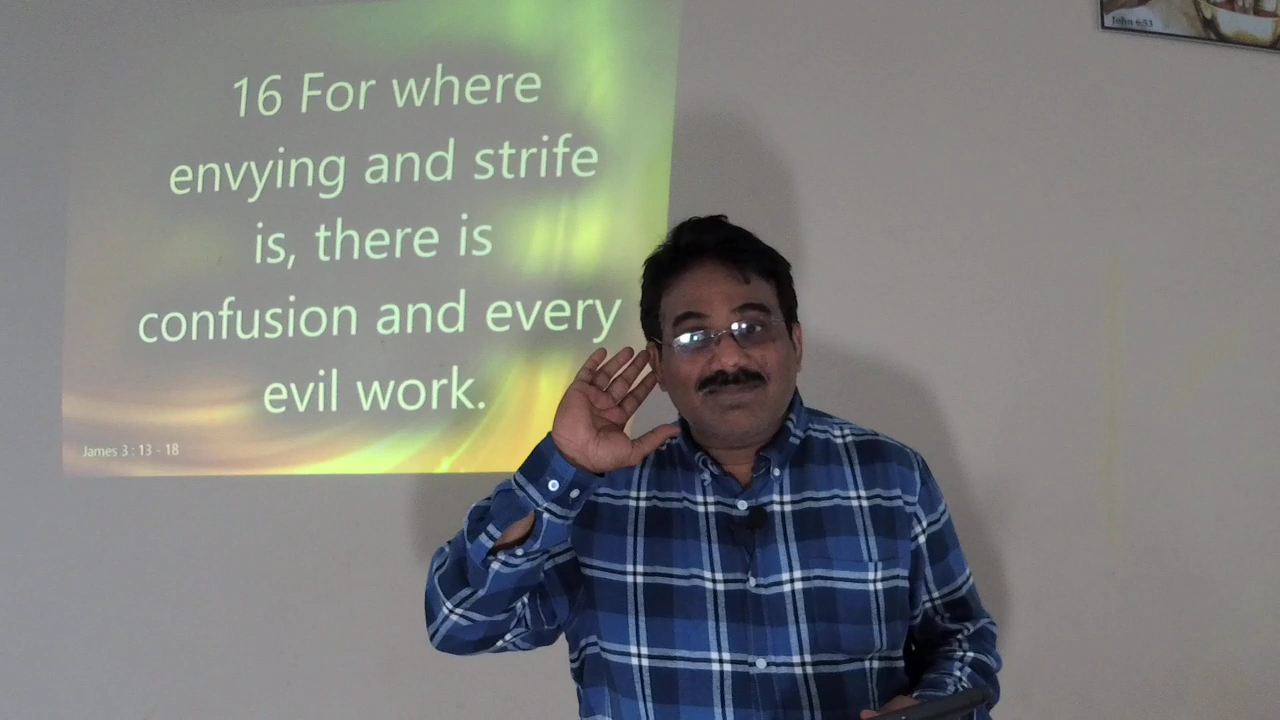 16 For where
envying and strife
is, there is
confusion and every
evil work.
James 3 : 13 - 18
John 6:53